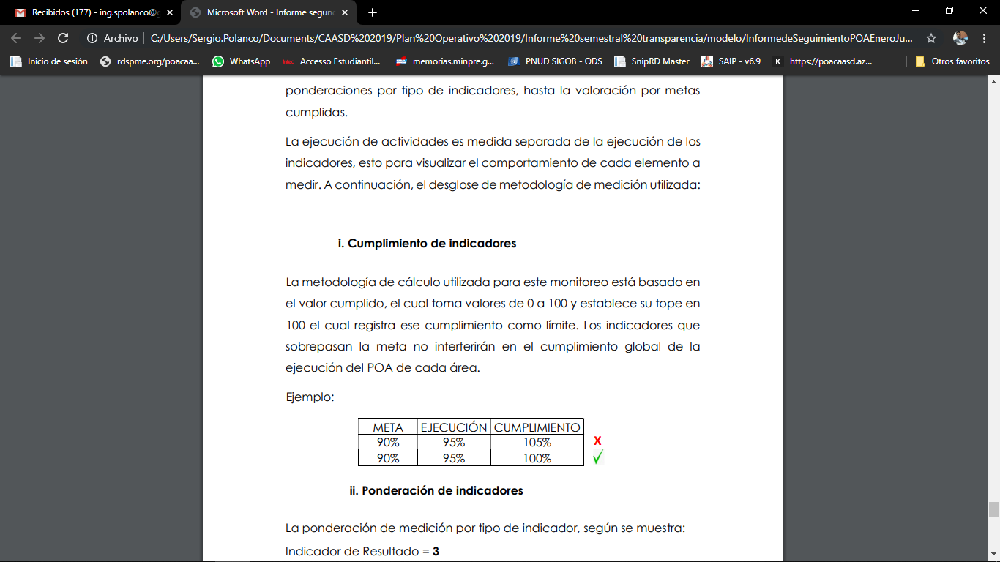 Recibidos (177) - ing.spolanco@g
Microsoft Word - Informe segund
Archivo
C:/Users/Sergio.Polanco/Documents/CAASD%202019/Plan%20Operativo%202019/Informe%20semestral%20transparencia/modelo/InformedeSeguimientoPOAEneroJu...
Inicio de sesión
rdspme.org/poacaa...
WhatsApp
intec Accesso Estudiantil...
memorias.minpre.g...
PNUD SIGOB - ODS
SnipRD Master
SAIP - v6.9
K https://poacaasd.az...
Otros favoritos
ponderaciones por tipo de indicadores, hasta la valoración por metas
cumplidas.
La ejecución de actividades es medida separada de la ejecución de los
indicadores, esto para visualizar el comportamiento de cada elemento a
medir. A continuación, el desglose de metodología de medición utilizada:
i. Cumplimiento de indicadores
La metodología de cálculo utilizada para este monitoreo está basado en
el valor cumplido, el cual toma valores de 0 a 100 y establece su tope en
100 el cual registra ese cumplimiento como límite. Los indicadores que
sobrepasan la meta no interferirán en el cumplimiento global de la
ejecución del POA de cada área.
Ejemplo:
META EJECUCIÓN CUMPLIMIENTO
90% 95% 105% X
90% 95% 100%
ii. Ponderación de indicadores
La ponderación de medición por tipo de indicador, según se muestra:
Indicador de Resultado = 3